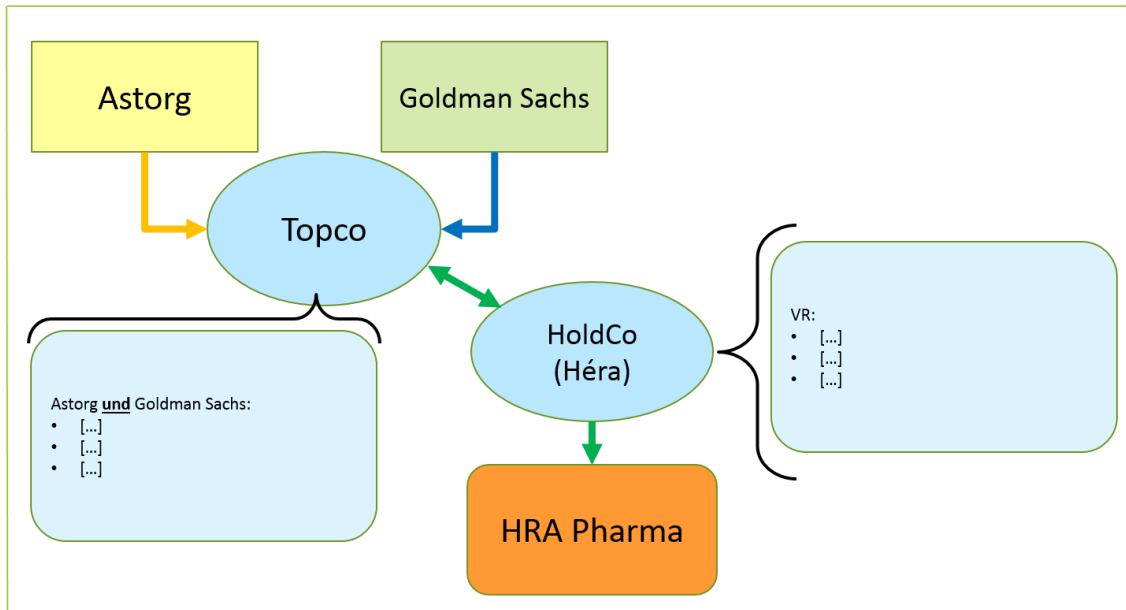 Astorg
Goldman Sachs
Topco
HoldCo
(Héra)
VR:
• [...]
• [...]
• [...]
Astorg und Goldman Sachs:
• [...]
• [...]
• [...]
HRA Pharma